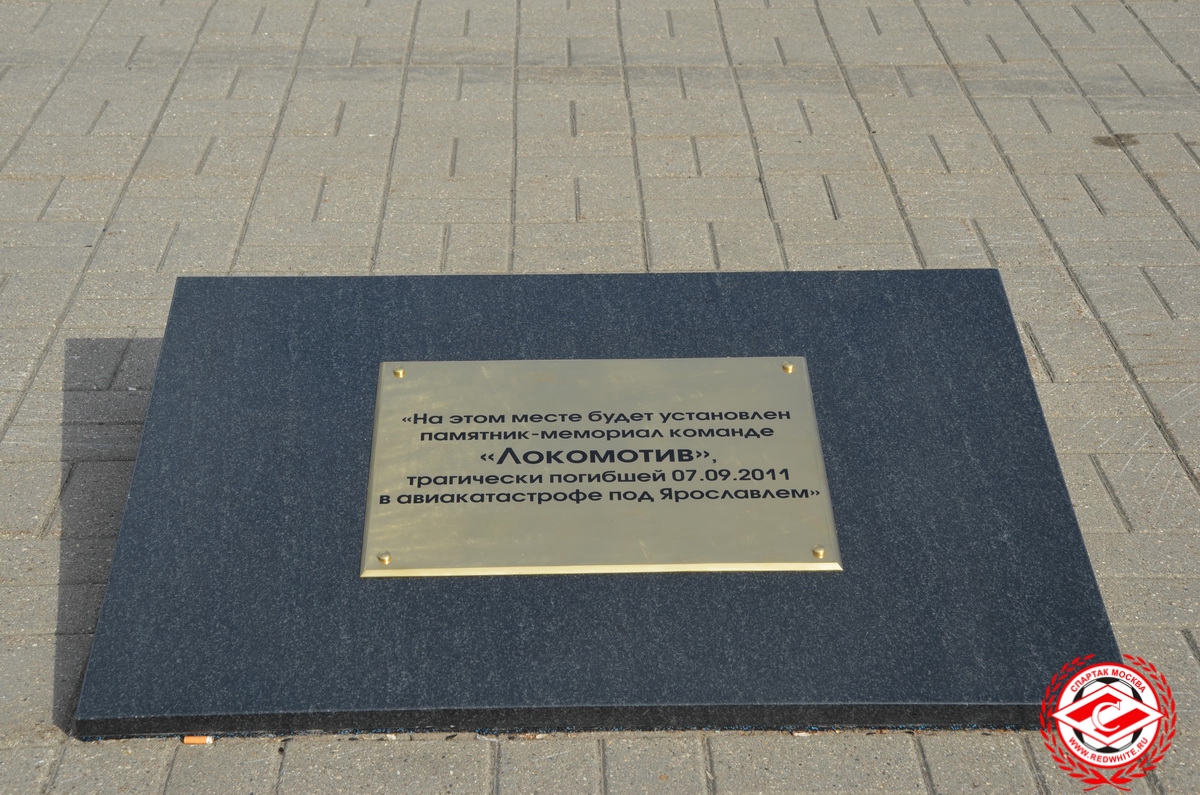 «На этом месте будет установлен
памятник-мемориал команде
«Локомотив»,
трагически погибшей 07.09.2011
в авиакатастрофе под Ярославлем»
СПАРТАК МОСКВА
WWW.REDWHITE.RU